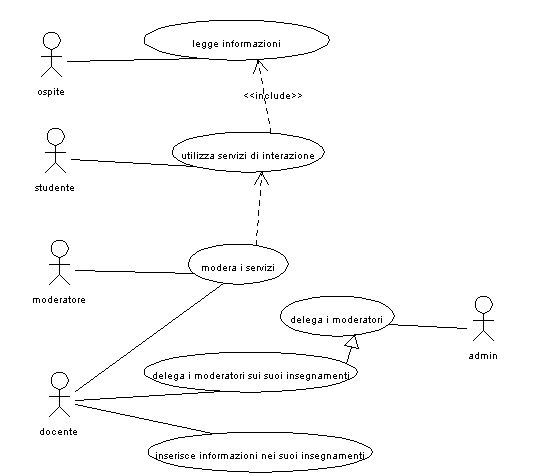 legge informazioni
ospite
<<include>>
utilizza servizi di interazione
studente
modera i servizi
moderatore
delega i moderatori
admin
delega i moderatori sui suoi insegnamenti
docente
inserisce informazioni nei suoi insegnamenti